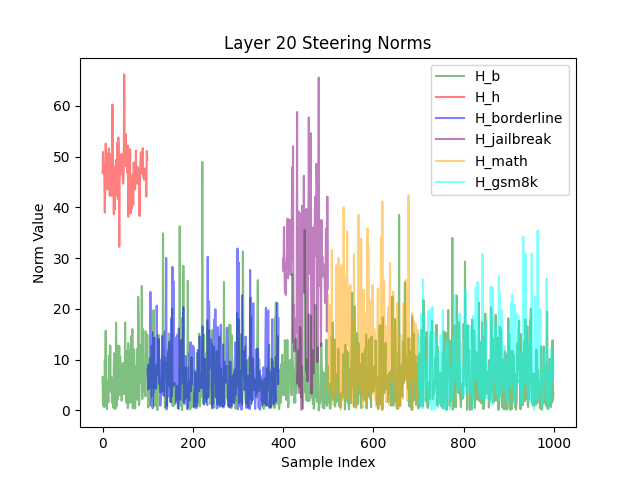 Layer 20 Steering Norms
H_b
H_h
H_borderline
H_jailbreak
H_math
H_gsm8k
Norm Value
60
50
40
30
20
10
0
0
200
400
600
800
1000
Sample Index